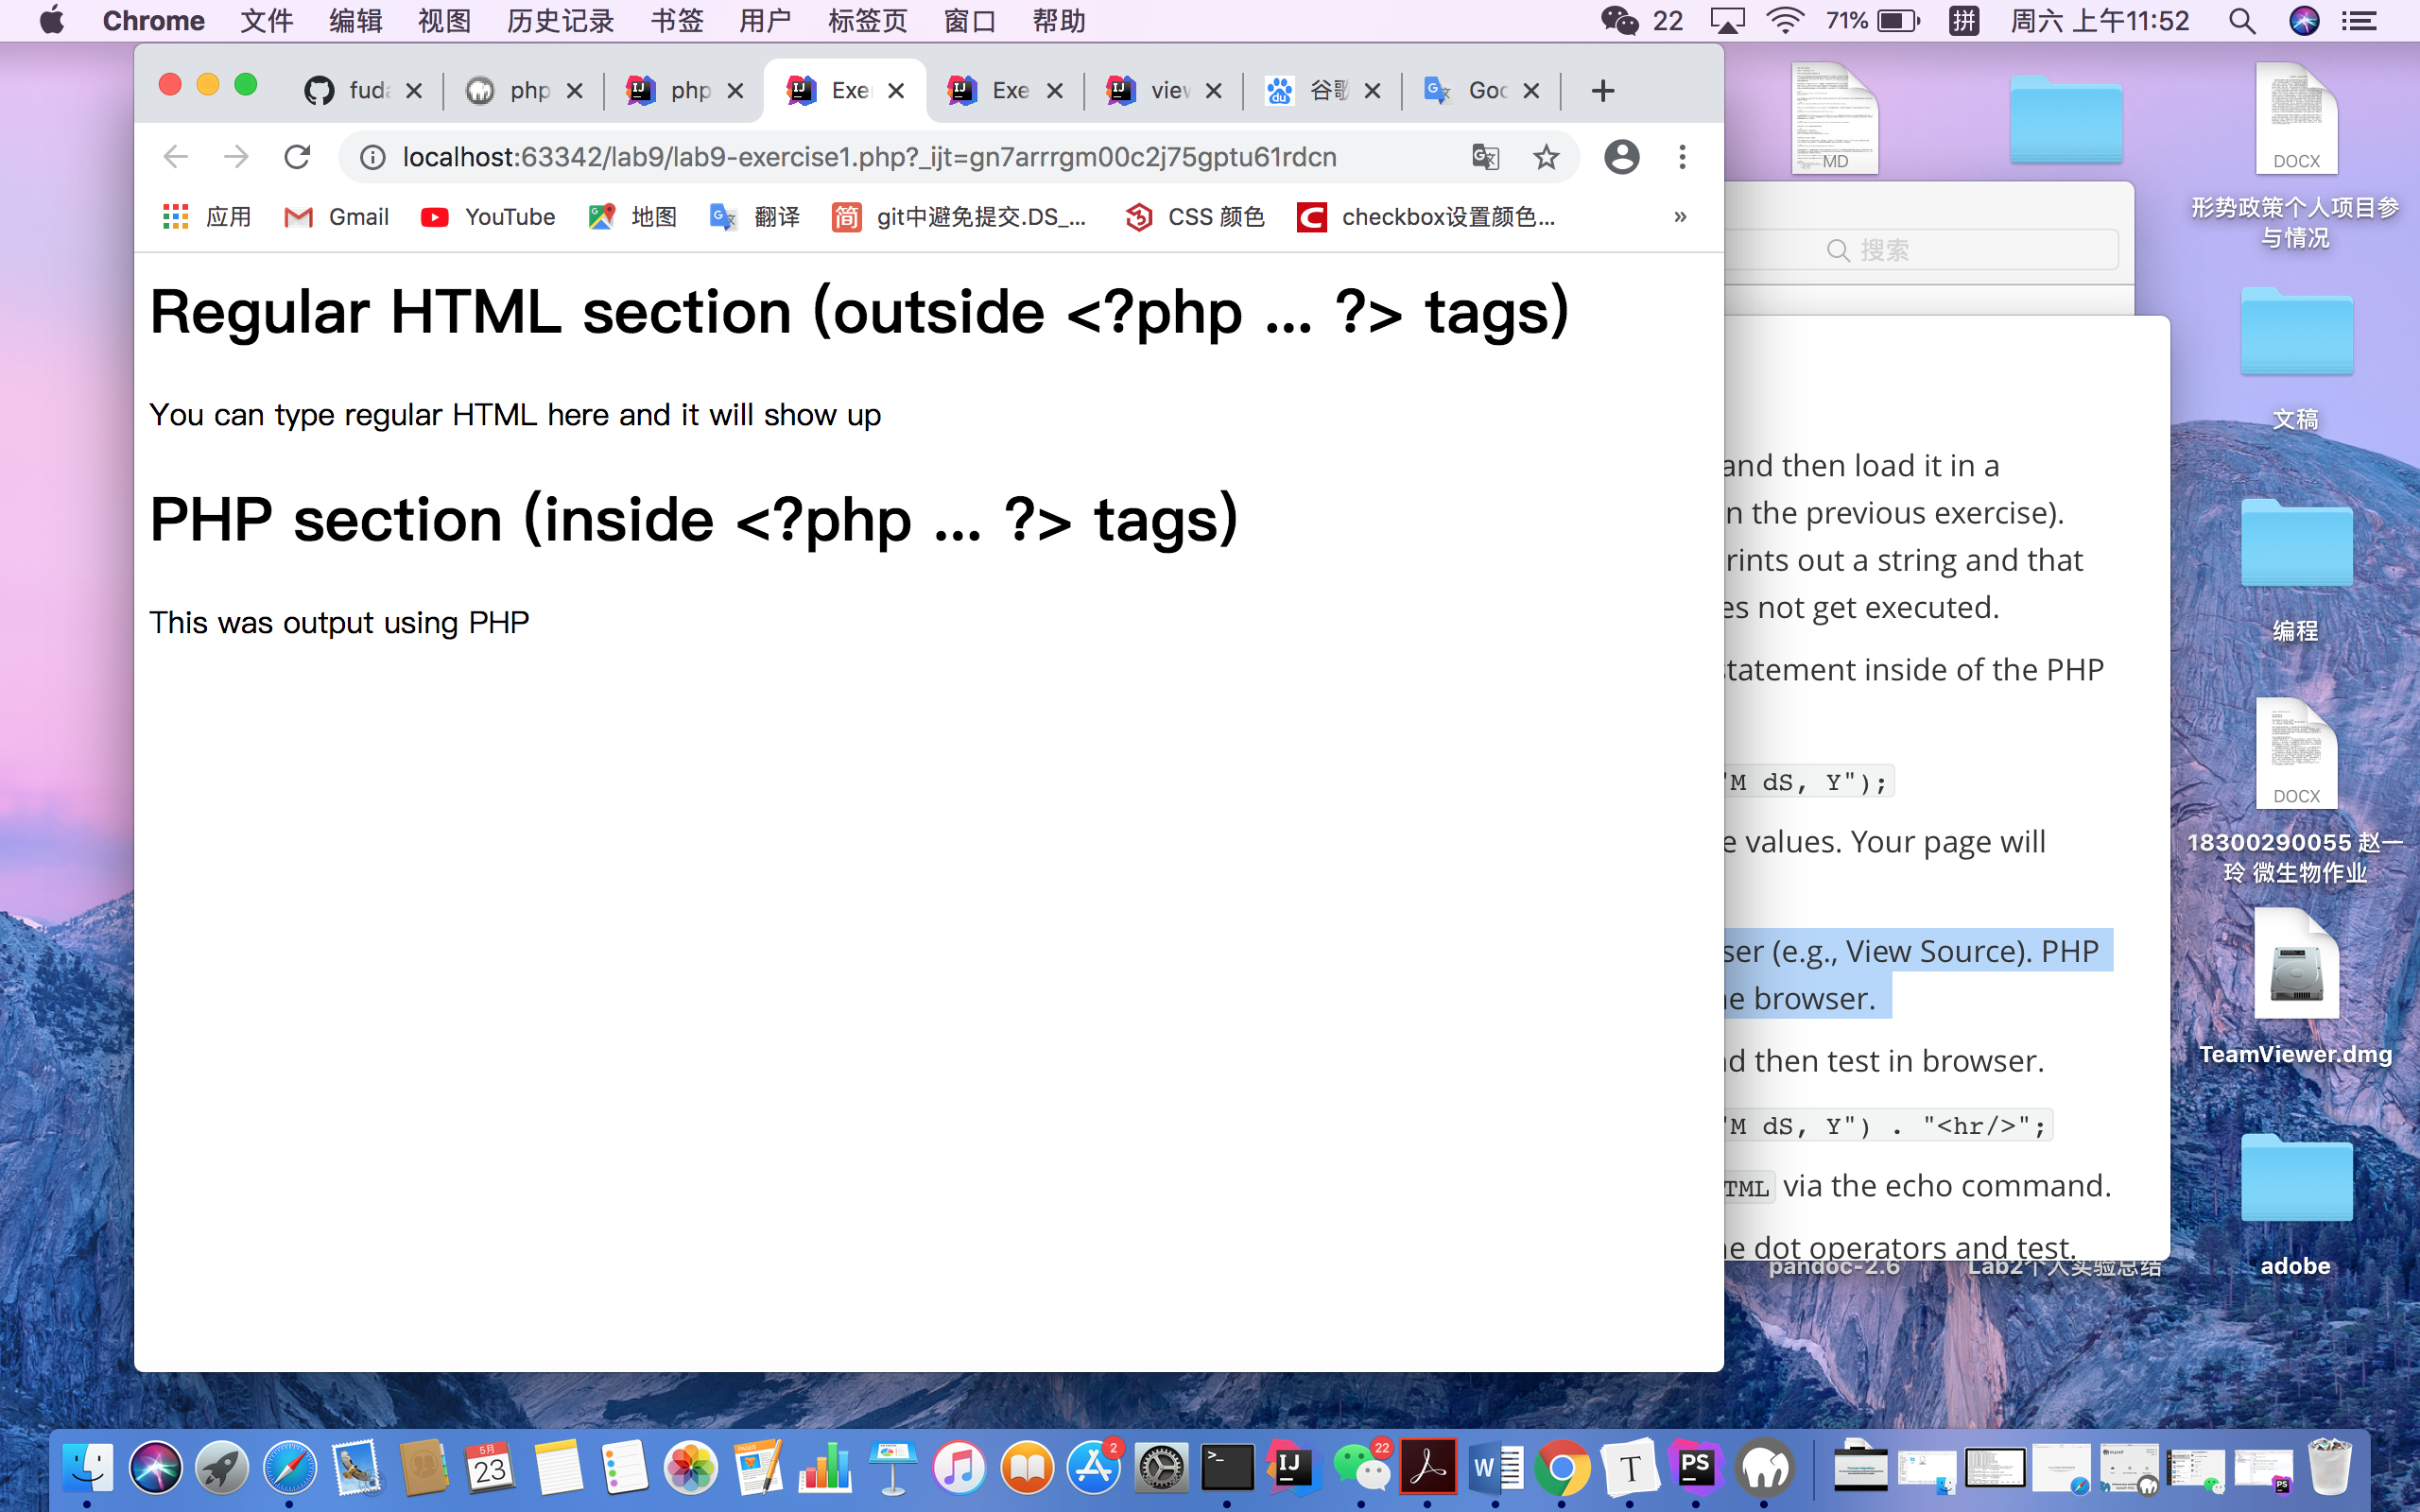 Chrome 文件 编辑 视图 历史记录 书签 用户 标签页 窗口 帮助 22 71% 拼 周六 上午11:52
fuda php php Exe Exe view 谷歌 Goo
localhost:63342/lab9/lab9-exercise1.php?_ijt=gn7arrrgm00c2j75gptu61rdcn
应用 Gmail YouTube 地图 翻译 简 git中避免提交.DS_... CSS 颜色 checkbox设置颜色... »
Regular HTML section (outside <?php ... ?> tags)
You can type regular HTML here and it will show up
PHP section (inside <?php ... ?> tags)
This was output using PHP
搜索
and then load it in a
n the previous exercise).
rints out a string and that
es not get executed.
statement inside of the PHP
"M dS, Y");
e values. Your page will
ser (e.g., View Source). PHP
e browser.
d then test in browser.
"M dS, Y") . "<hr/>";
TML via the echo command.
e dot operators and test.
pandoc-2.6 Lab2个人实验总结
MD
DOCX
形势政策个人项目参
与情况
文稿
编程
DOCX
18300290055 赵一
玲 微生物作业
TeamViewer.dmg
adobe
5月
23
PAGES
2
IJ
22
W
T
PS